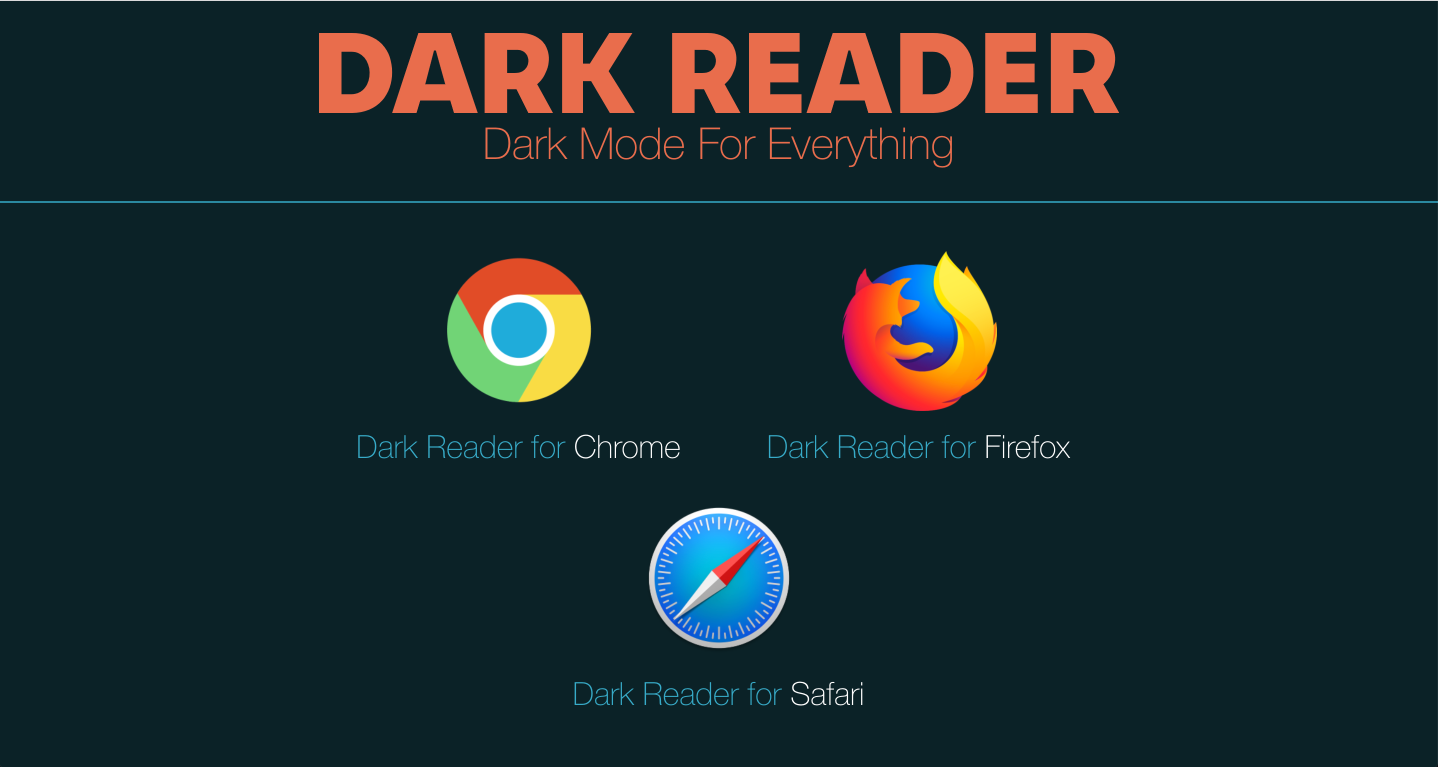 DARK READER
Dark Mode For Everything
Dark Reader for Chrome
Dark Reader for Firefox
Dark Reader for Safari